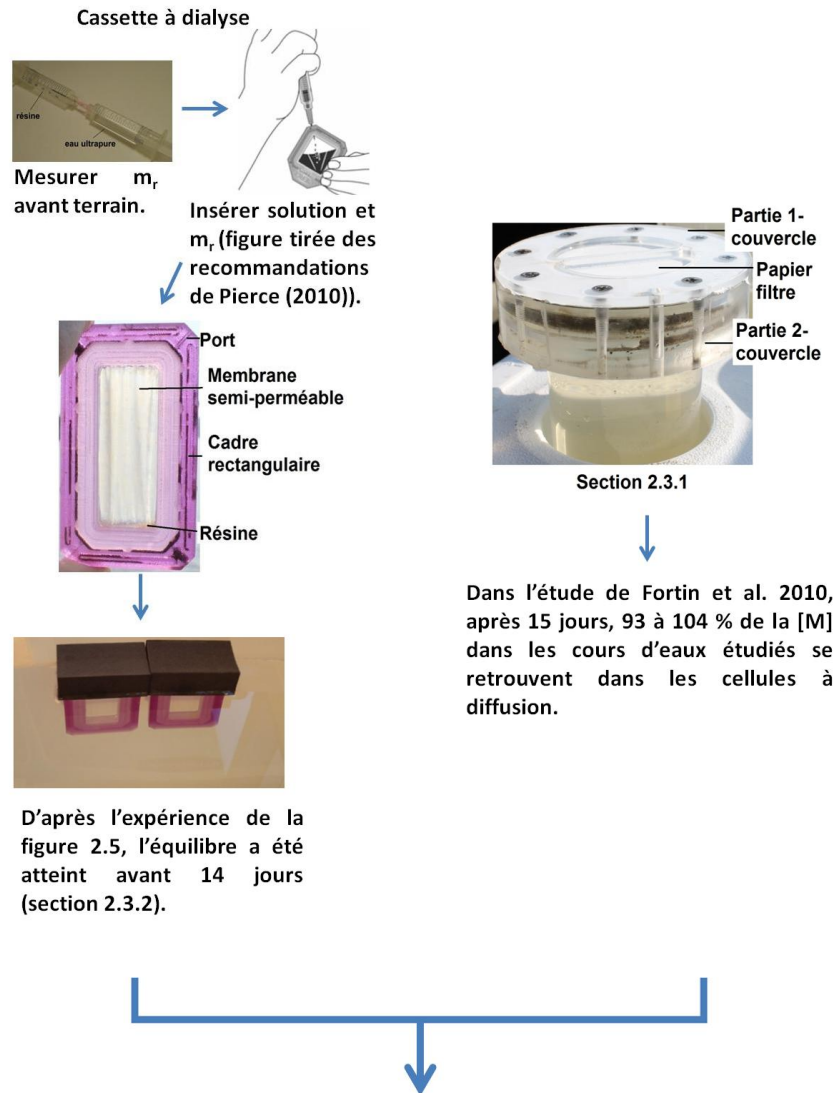 Cassette à dialyse
résine
eau ultrapure
Mesurer m_r
avant terrain.
Insérer solution et
m_r (figure tirée des
recommandations
de Pierce (2010)).
Port
Membrane
semi-perméable
Cadre
rectangulaire
Résine
D'après l'expérience de la
figure 2.5, l'équilibre a été
atteint avant 14 jours
(section 2.3.2).
Partie 1-
couvercle
Papier
filtre
Partie 2-
couvercle
Section 2.3.1
Dans l'étude de Fortin et al. 2010,
après 15 jours, 93 à 104 % de la [M]
dans les cours d'eaux étudiés se
retrouvent dans les cellules à
diffusion.